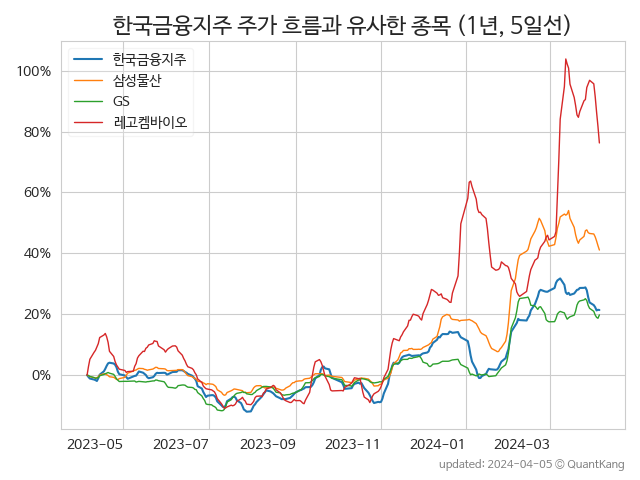 한국금융지주 주가 흐름과 유사한 종목 (1년, 5일선)
한국금융지주
삼성물산
GS
레고켐바이오
100%
80%
60%
40%
20%
0%
2023-05 2023-07 2023-09 2023-11 2024-01 2024-03
updated: 2024-04-05 © QuantKang